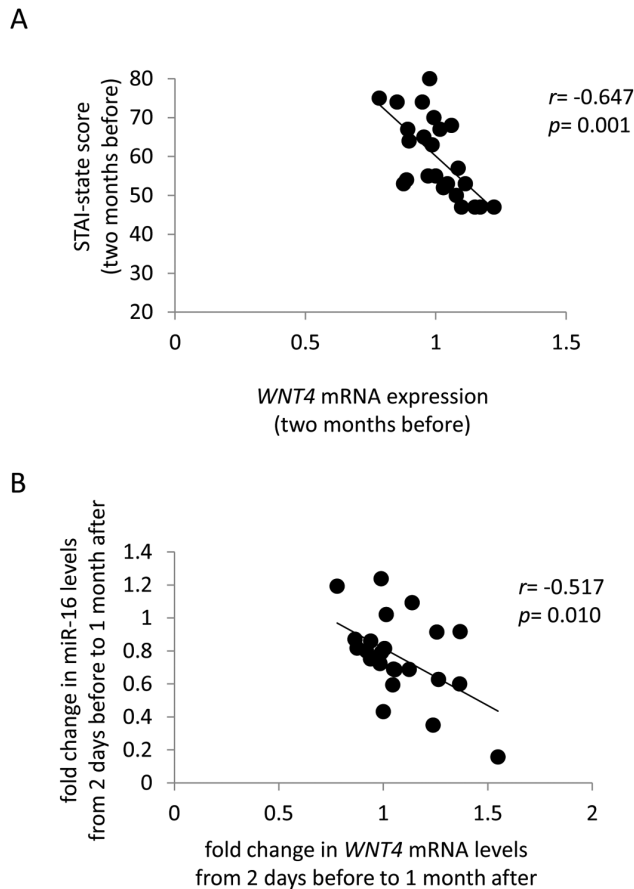 A
STAI-state score
(two months before)
80
70
60
50
40
30
20
0
0.5
1
1.5
r= -0.647
p= 0.001
WNT4 mRNA expression
(two months before)
B
fold change in miR-16 levels
from 2 days before to 1 month after
1.4
1.2
1
0.8
0.6
0.4
0.2
0
0
0.5
1
1.5
2
r= -0.517
p= 0.010
fold change in WNT4 mRNA levels
from 2 days before to 1 month after